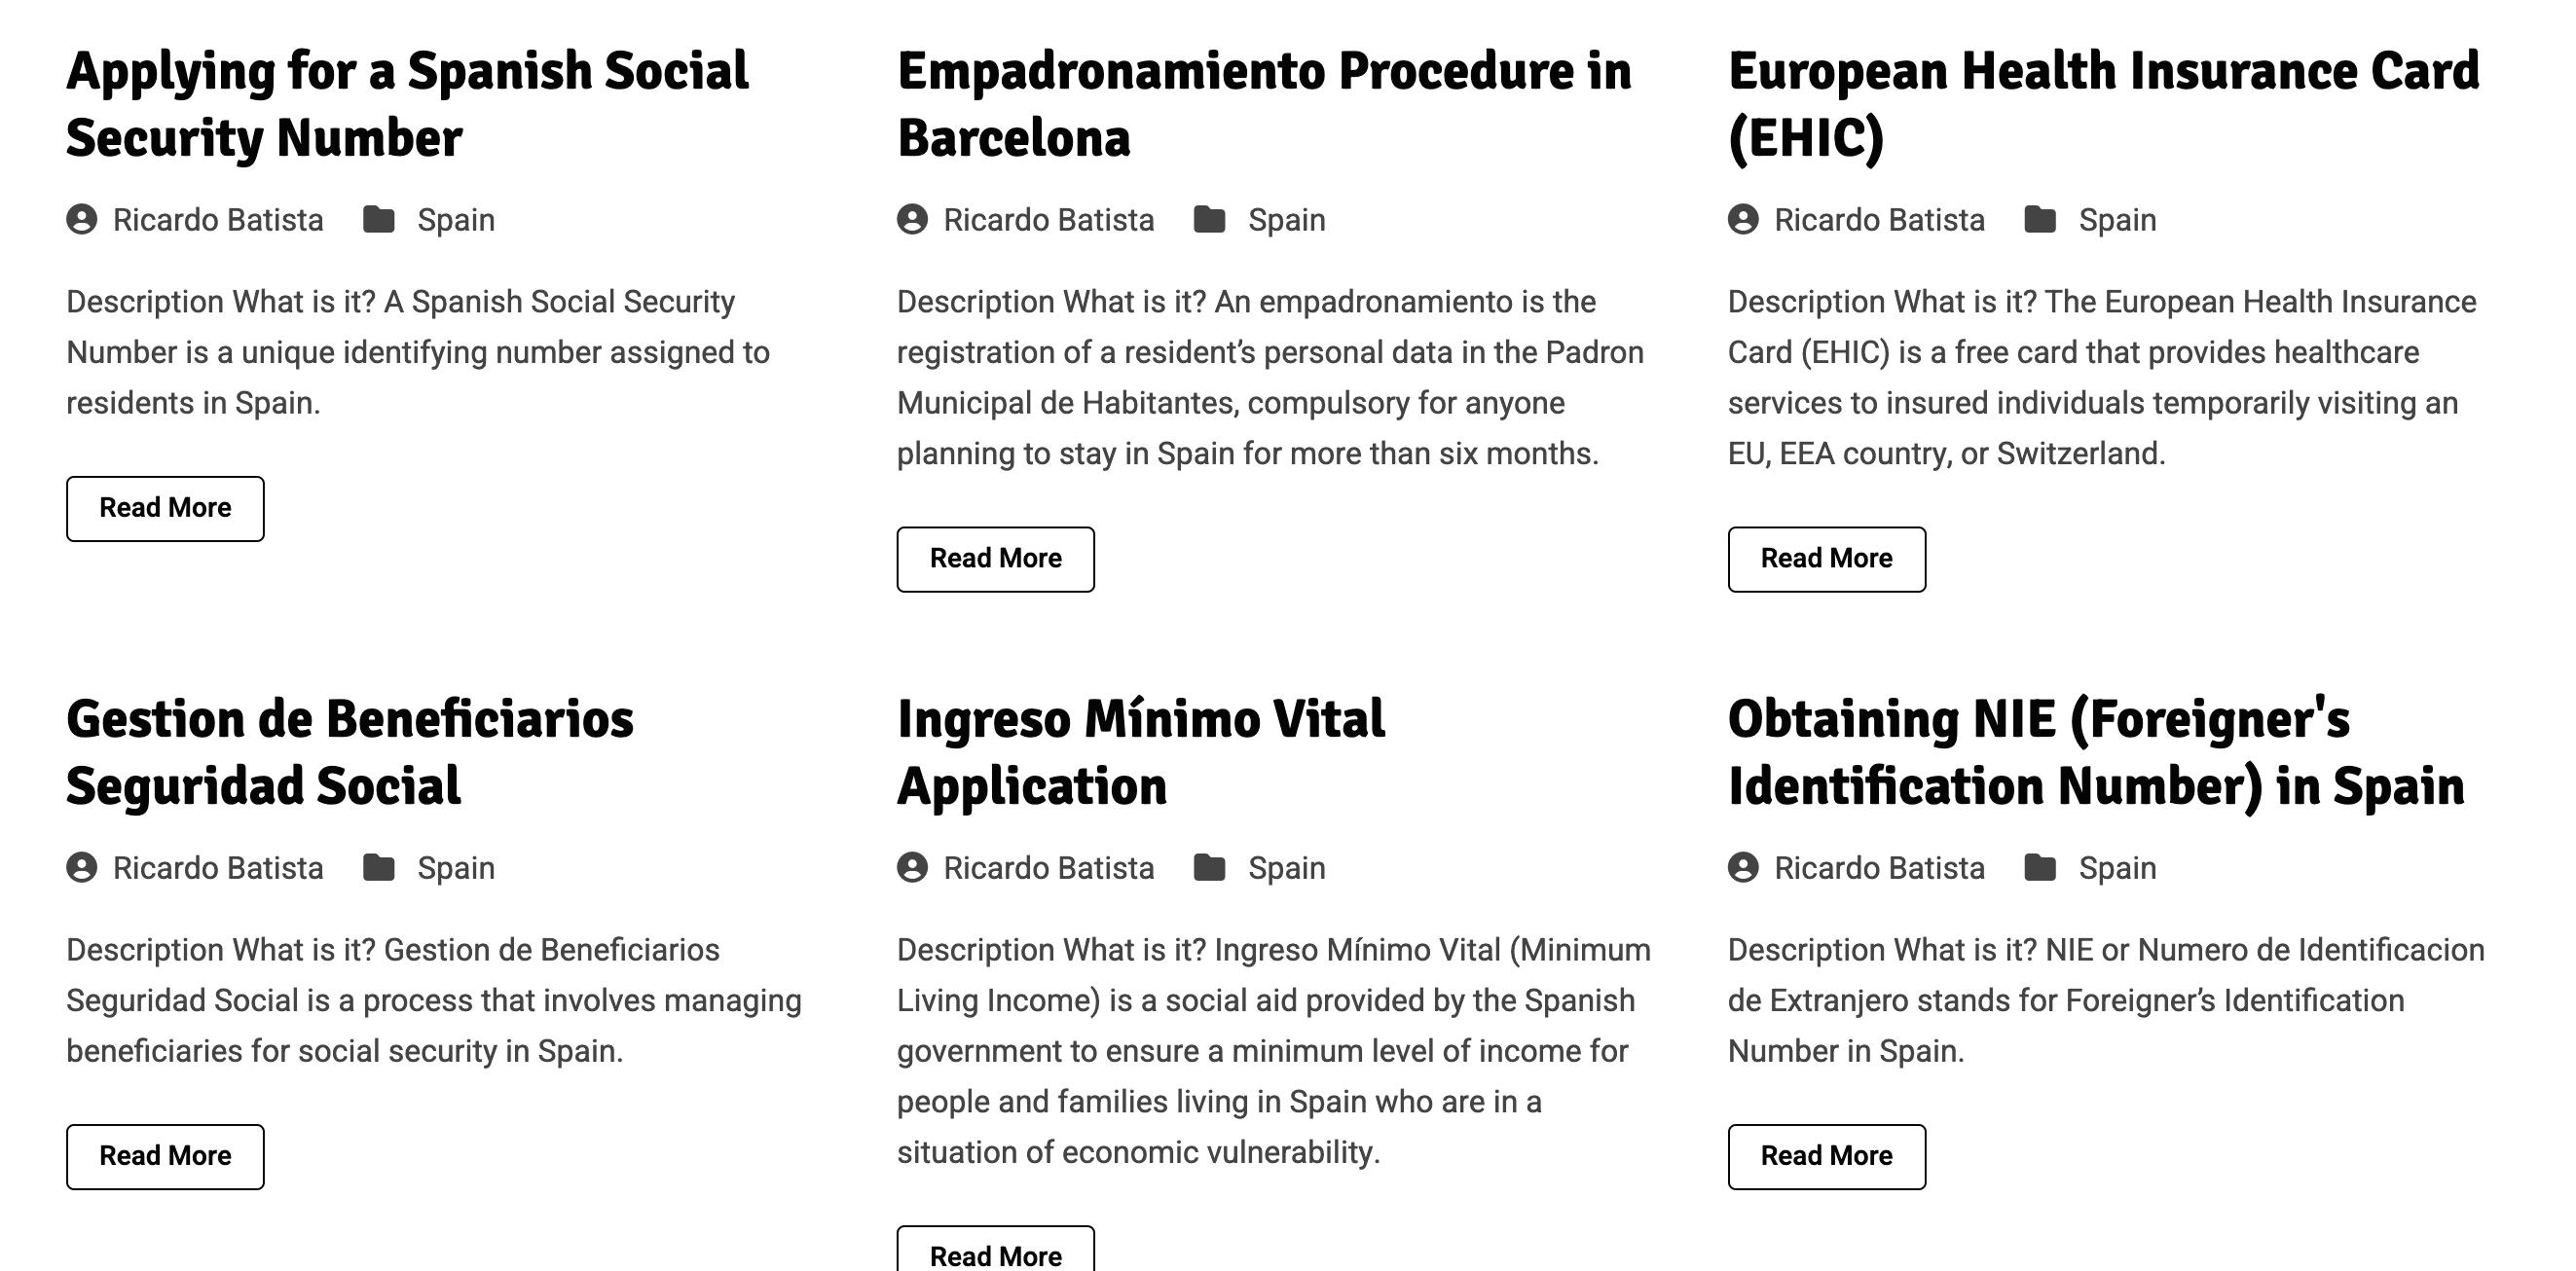 Applying for a Spanish Social
Security Number
Ricardo Batista Spain
Description What is it? A Spanish Social Security
Number is a unique identifying number assigned to
residents in Spain.
Read More
Empadronamiento Procedure in
Barcelona
Ricardo Batista Spain
Description What is it? An empadronamiento is the
registration of a resident’s personal data in the Padron
Municipal de Habitantes, compulsory for anyone
planning to stay in Spain for more than six months.
Read More
European Health Insurance Card
(EHIC)
Ricardo Batista Spain
Description What is it? The European Health Insurance
Card (EHIC) is a free card that provides healthcare
services to insured individuals temporarily visiting an
EU, EEA country, or Switzerland.
Read More
Gestion de Beneficiarios
Seguridad Social
Ricardo Batista Spain
Description What is it? Gestion de Beneficiarios
Seguridad Social is a process that involves managing
beneficiaries for social security in Spain.
Read More
Ingreso Mínimo Vital
Application
Ricardo Batista Spain
Description What is it? Ingreso Mínimo Vital (Minimum
Living Income) is a social aid provided by the Spanish
government to ensure a minimum level of income for
people and families living in Spain who are in a
situation of economic vulnerability.
Read More
Obtaining NIE (Foreigner's
Identification Number) in Spain
Ricardo Batista Spain
Description What is it? NIE or Numero de Identificacion
de Extranjero stands for Foreigner’s Identification
Number in Spain.
Read More